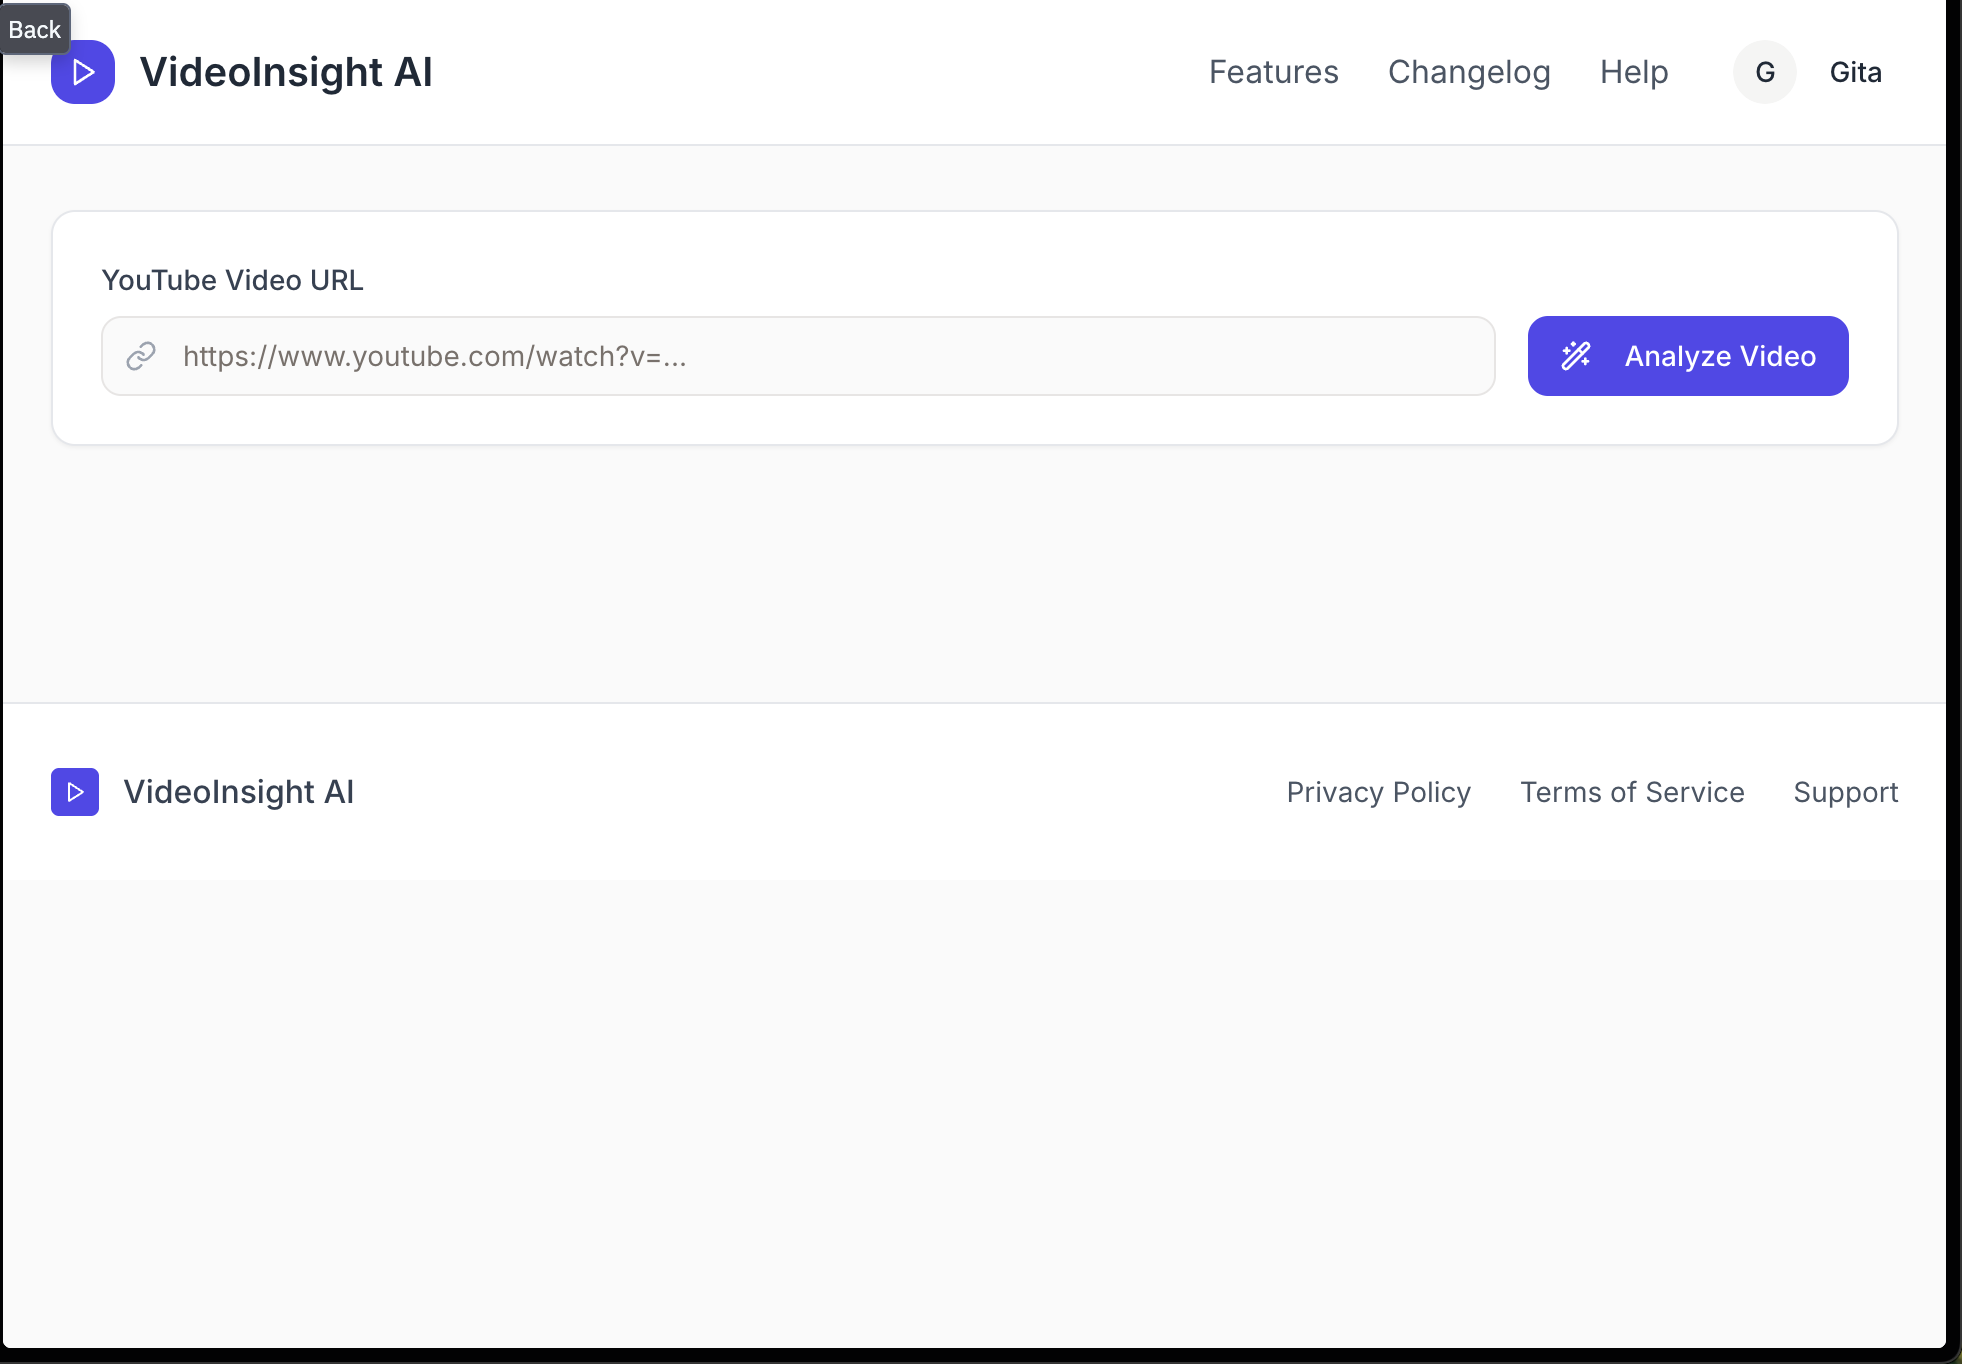 Back
VideoInsight AI
Features Changelog Help G Gita
YouTube Video URL
https://www.youtube.com/watch?v=... Analyze Video
VideoInsight AI
Privacy Policy Terms of Service Support